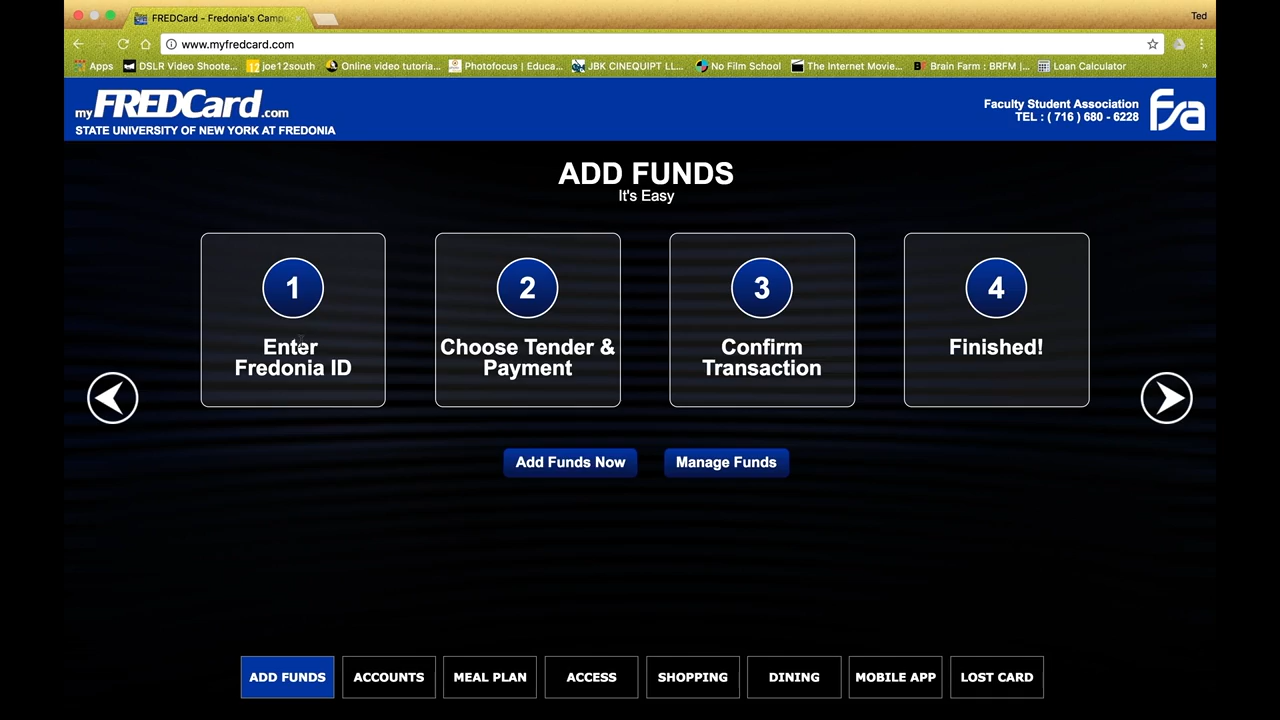 FREDCard - Fredonia's Campu
Ted
www.myfredcard.com
Apps
DSLR Video Shoote...
joe12south
Online video tutoria...
Photofocus | Educa...
JBK CINEQUIPT LL...
No Film School
The Internet Movie...
Brain Farm : BRFM |...
Loan Calculator
»
myFREDCard.com
STATE UNIVERSITY OF NEW YORK AT FREDONIA
Faculty Student Association
TEL : ( 716 ) 680 - 6228
fsa
ADD FUNDS
It's Easy
1
Enter
Fredonia ID
2
Choose Tender &
Payment
3
Confirm
Transaction
4
Finished!
Add Funds Now
Manage Funds
ADD FUNDS
ACCOUNTS
MEAL PLAN
ACCESS
SHOPPING
DINING
MOBILE APP
LOST CARD